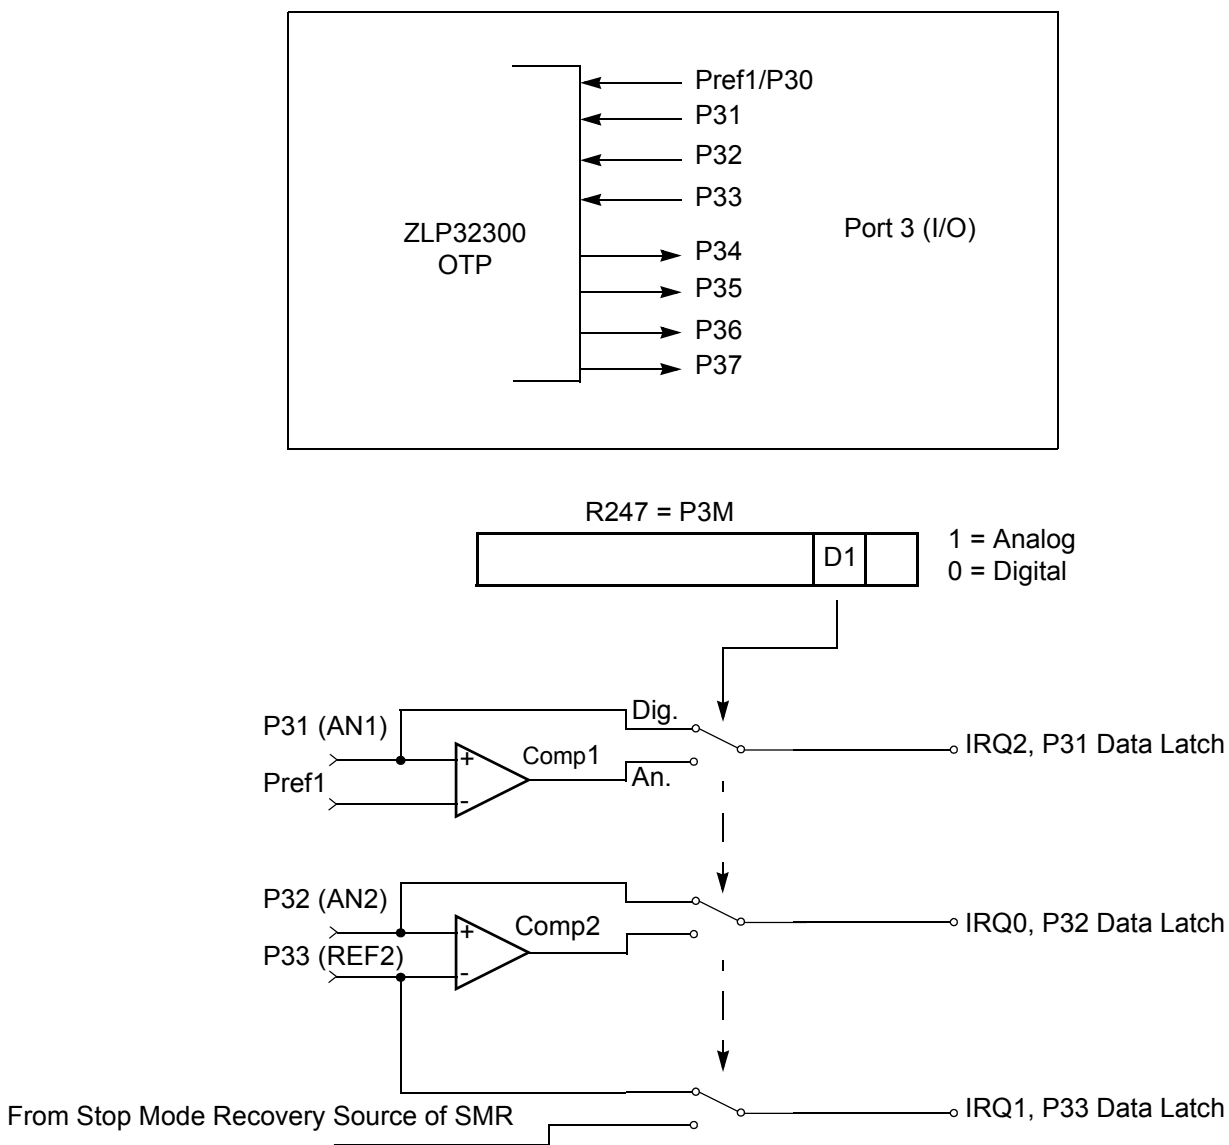 Pref1/P30
P31
P32
P33
P34
P35
P36
P37
ZLP32300
OTP
Port 3 (I/O)
R247 = P3M
D1
1 = Analog
0 = Digital
P31 (AN1)
Pref1
+
-
Comp1
Dig.
An.
IRQ2, P31 Data Latch
P32 (AN2)
P33 (REF2)
+
-
Comp2
IRQ0, P32 Data Latch
From Stop Mode Recovery Source of SMR
IRQ1, P33 Data Latch